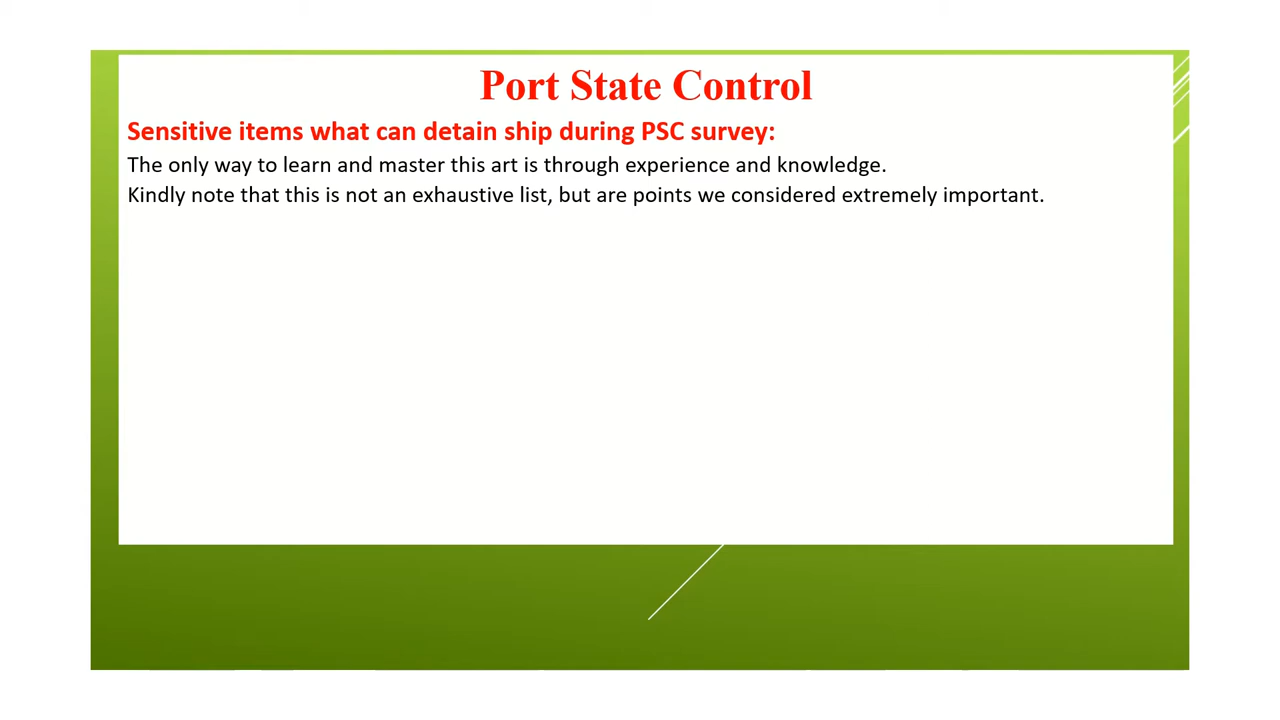 Port State Control
Sensitive items what can detain ship during PSC survey:
The only way to learn and master this art is through experience and knowledge.
Kindly note that this is not an exhaustive list, but are points we considered extremely important.